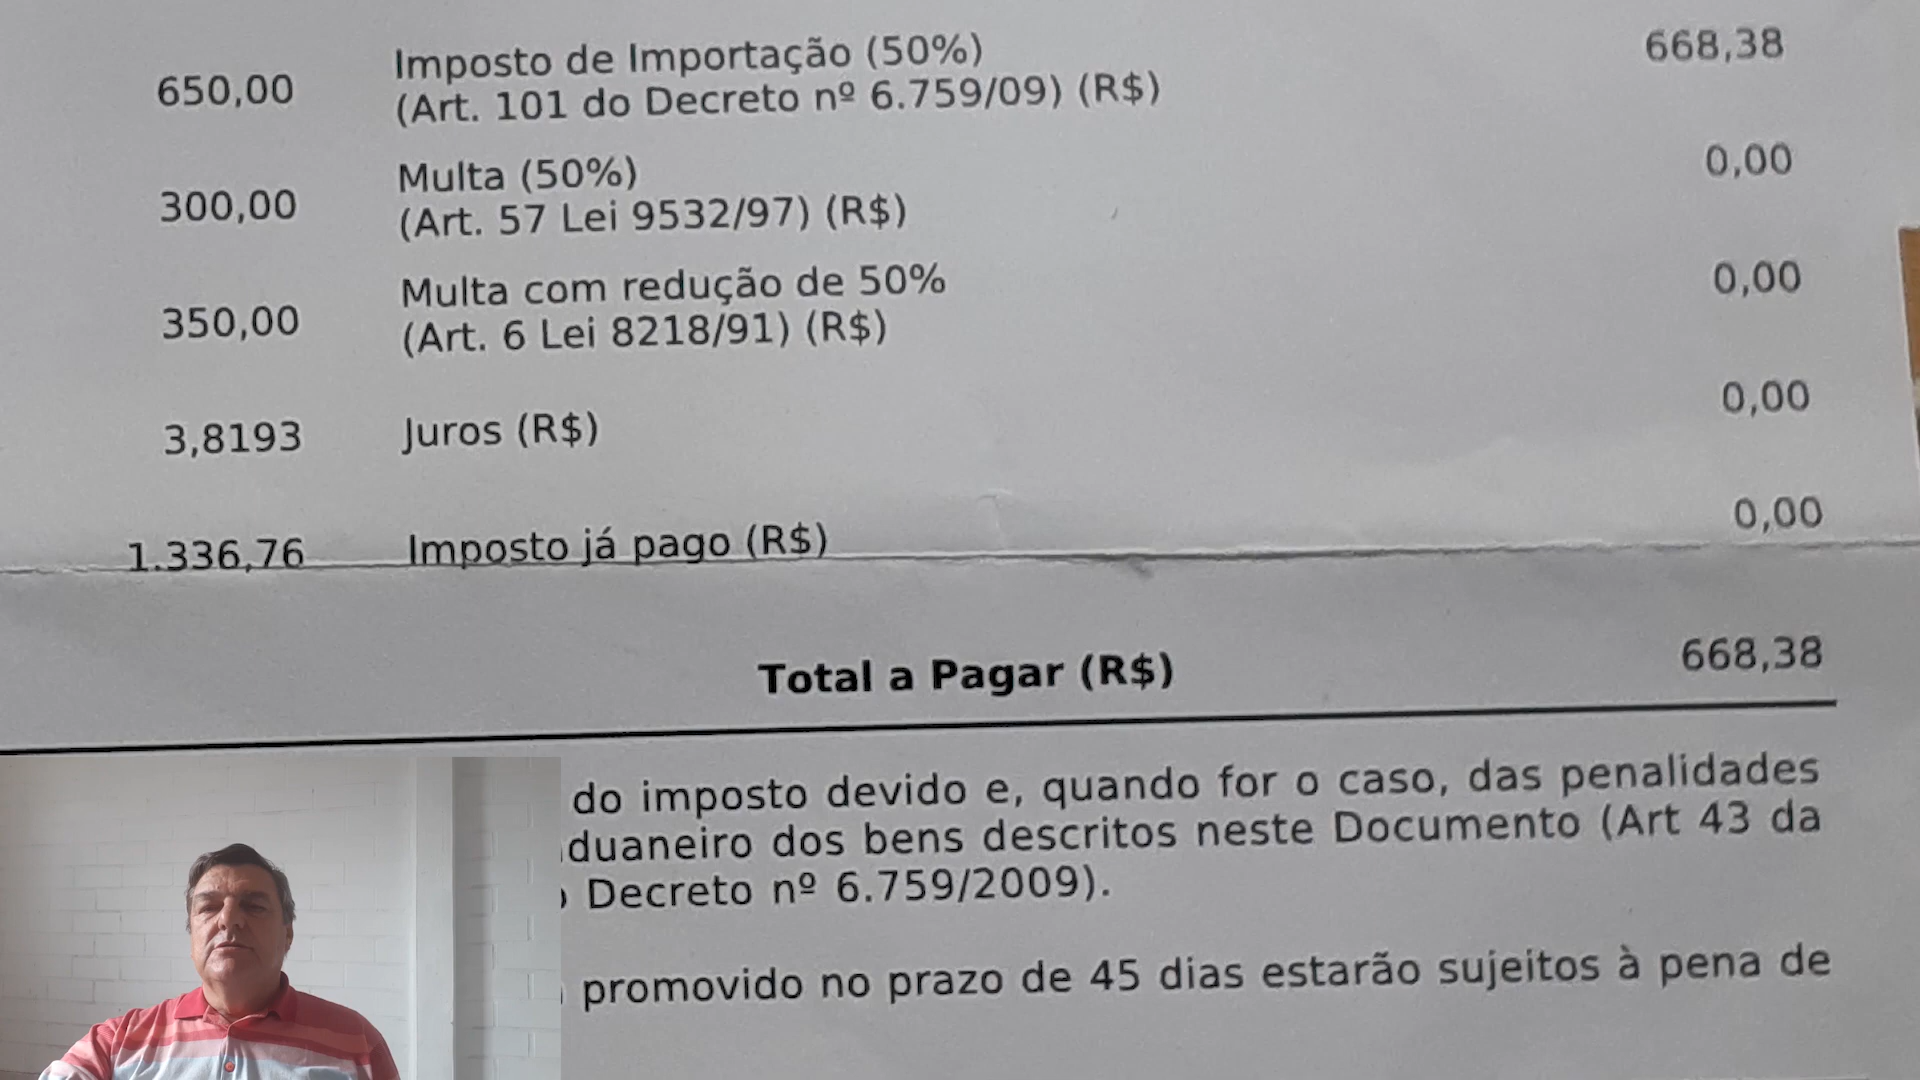 Imposto de Importação (50%) 668,38
650,00 (Art. 101 do Decreto nº 6.759/09) (R$)
Multa (50%) 0,00
300,00 (Art. 57 Lei 9532/97) (R$)
Multa com redução de 50% 0,00
350,00 (Art. 6 Lei 8218/91) (R$)
3,8193 Juros (R$) 0,00
1.336,76 Imposto já pago (R$) 0,00
Total a Pagar (R$) 668,38
do imposto devido e, quando for o caso, das penalidades
duaneiro dos bens descritos neste Documento (Art 43 da
Decreto nº 6.759/2009).
promovido no prazo de 45 dias estarão sujeitos à pena de